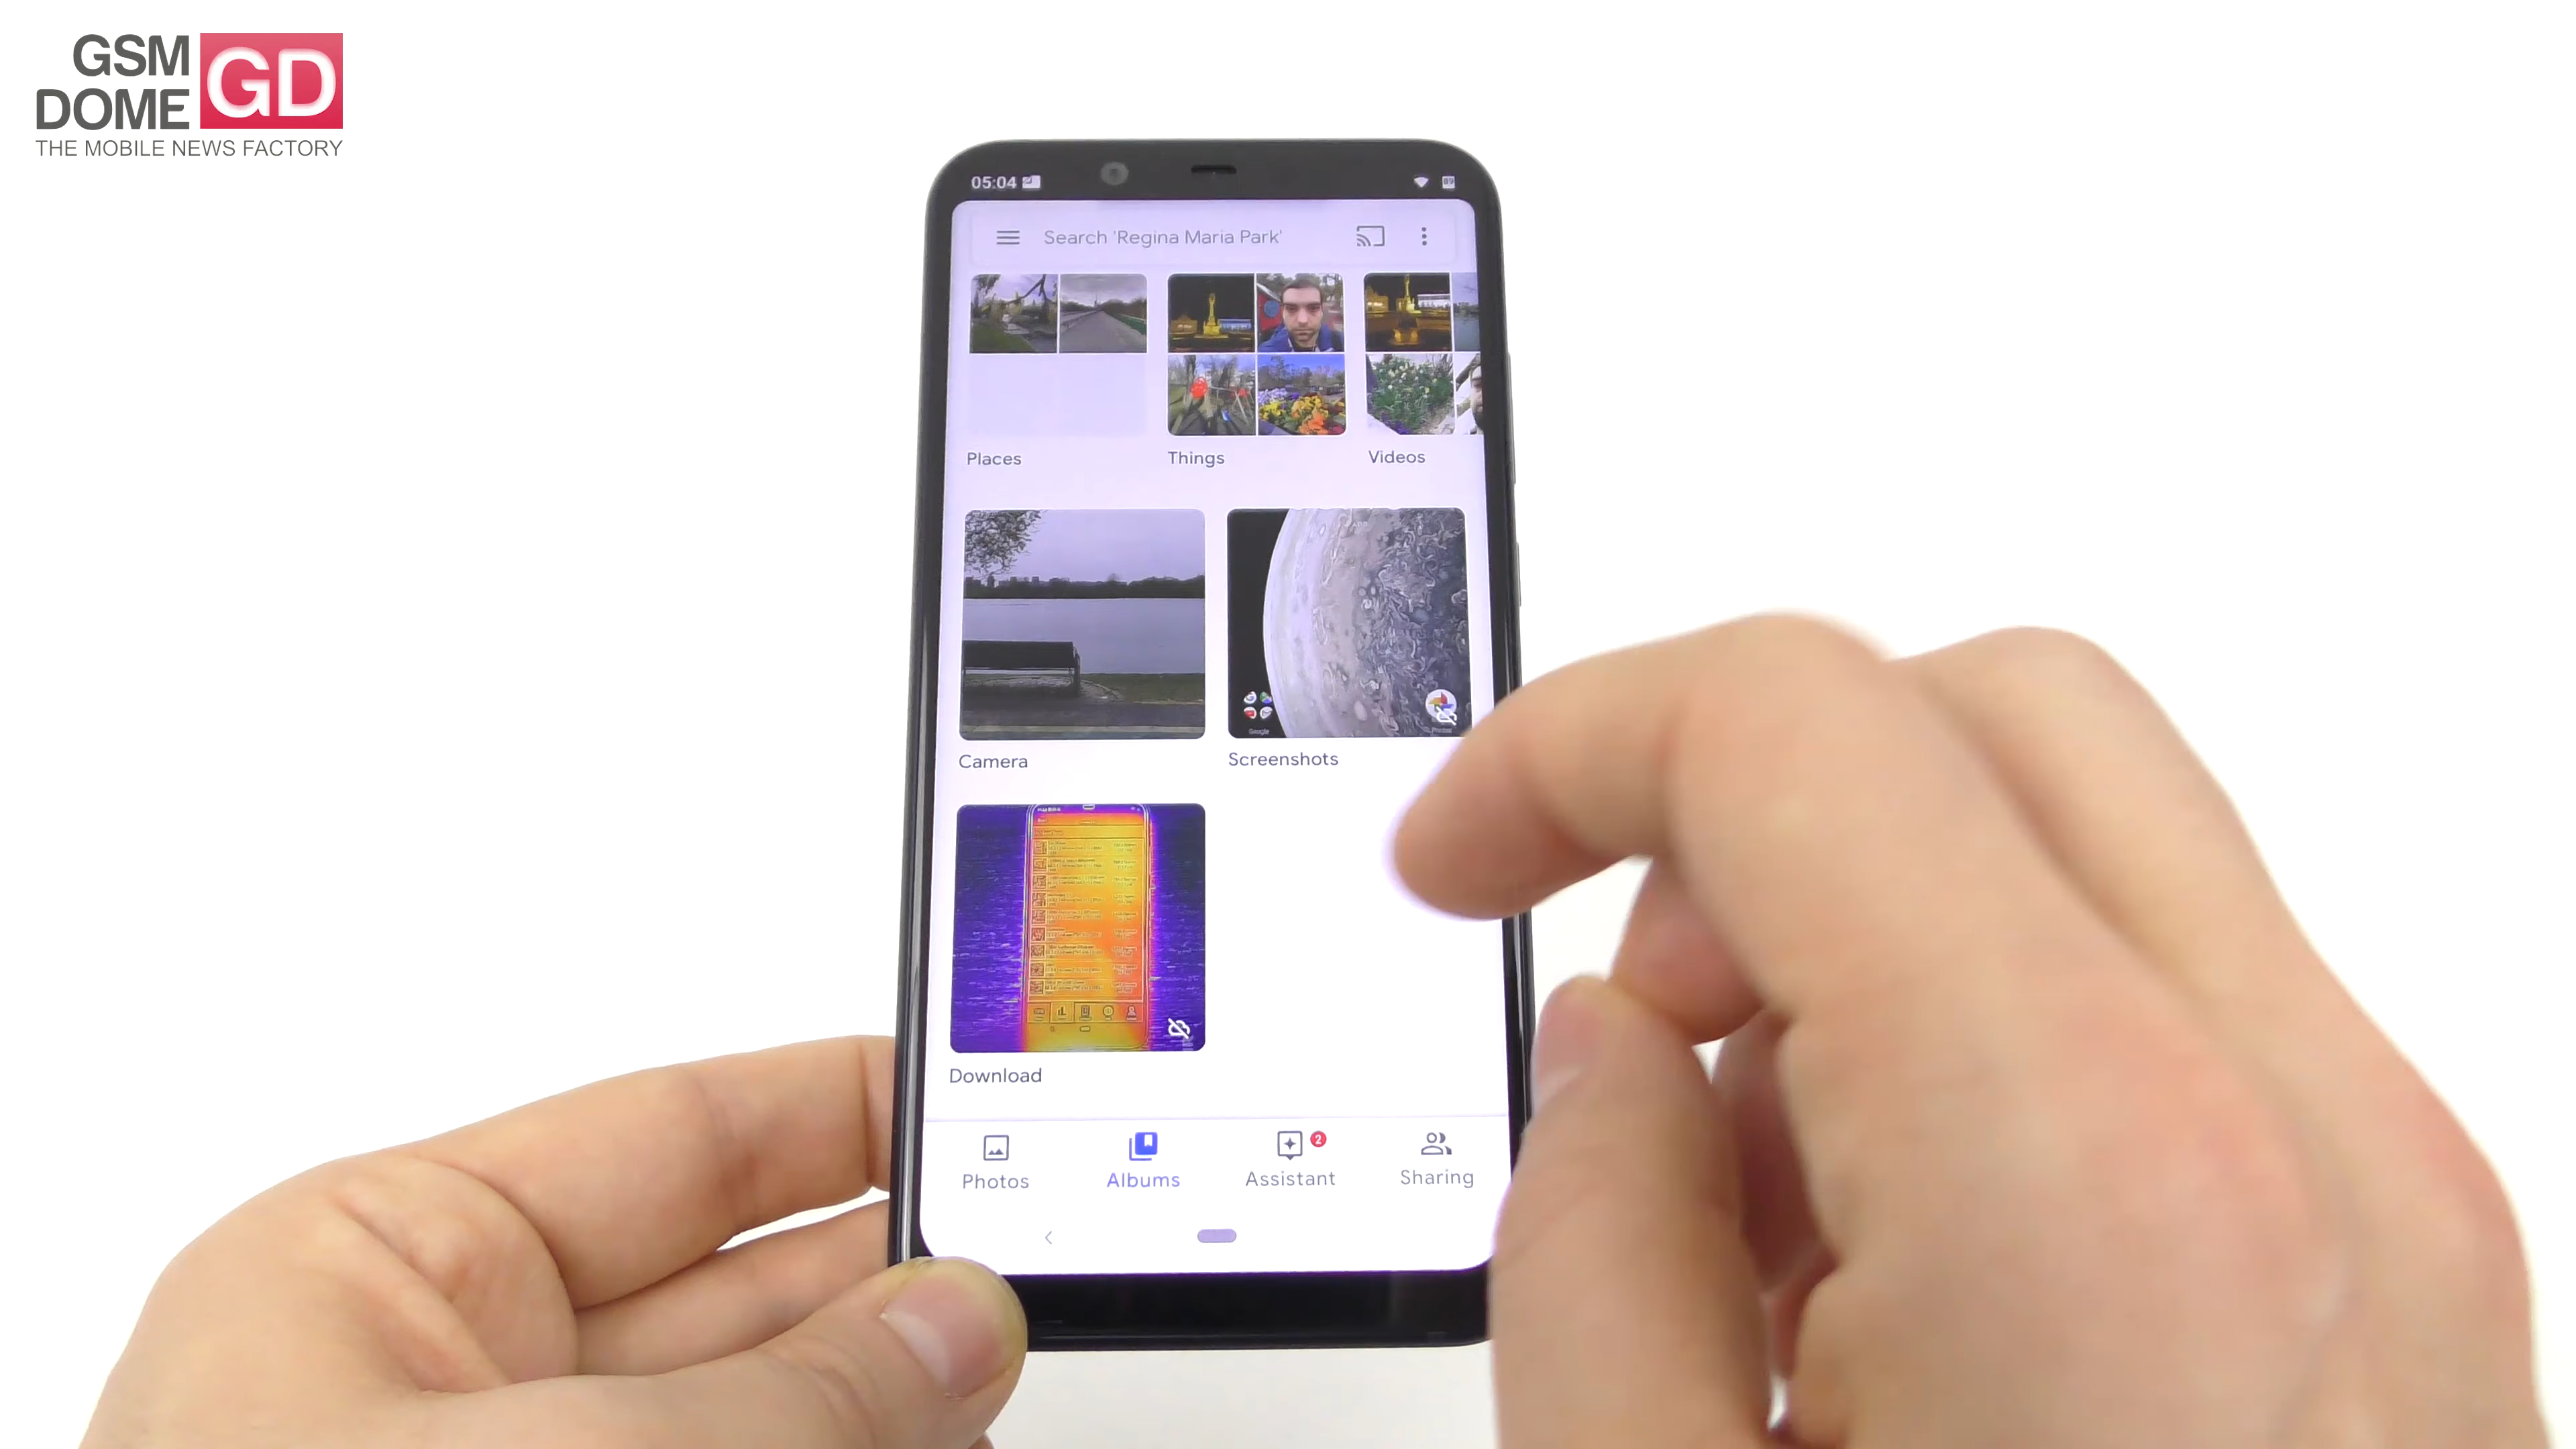 GSM
DOME
GD
THE MOBILE NEWS FACTORY
05:04
Search 'Regina Maria Park'
Places
Things
Videos
Google
Camera
Screenshots
Download
2
Photos
Albums
Assistant
Sharing